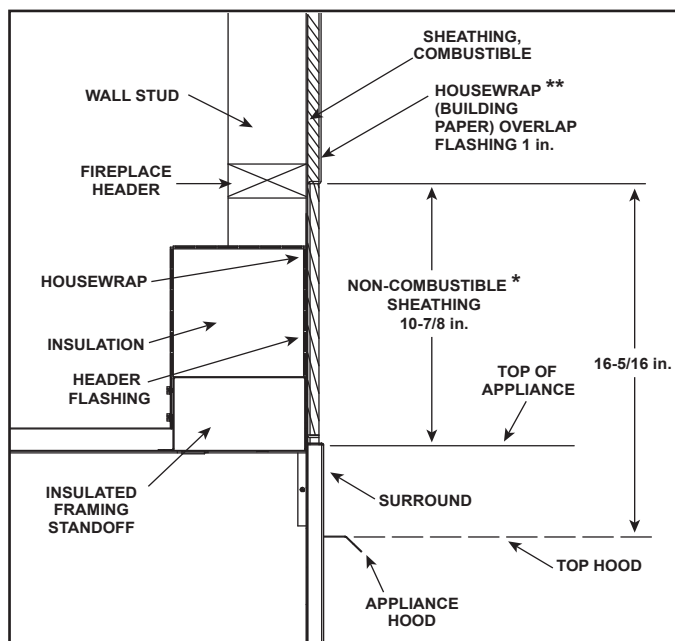 SHEATHING,
COMBUSTIBLE
WALL STUD
HOUSEWRAP **
(BUILDING
PAPER) OVERLAP
FLASHING 1 in.
FIREPLACE
HEADER
HOUSEWRAP
NON-COMBUSTIBLE *
SHEATHING
10-7/8 in.
INSULATION
16-5/16 in.
HEADER
FLASHING
TOP OF
APPLIANCE
INSULATED
FRAMING
STANDOFF
SURROUND
TOP HOOD
APPLIANCE
HOOD